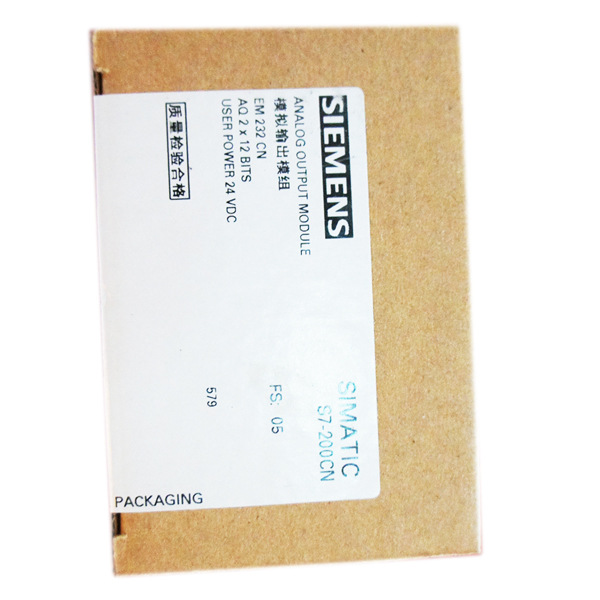 SIEMENS
SIMATIC
S7-200CN
ANALOG OUTPUT MODULE
模拟输出模组
EM 232 CN
AQ 2 x 12 BITS
USER POWER 24 VDC
FS: 05
质量检验合格
579
PACKAGING